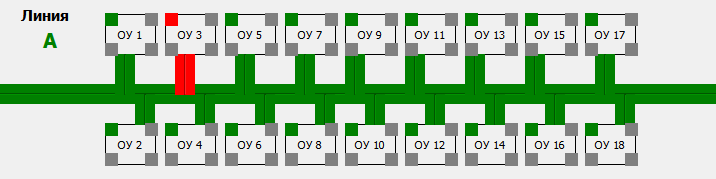 Линия
А
ОУ 1 ОУ 3 ОУ 5 ОУ 7 ОУ 9 ОУ 11 ОУ 13 ОУ 15 ОУ 17
ОУ 2 ОУ 4 ОУ 6 ОУ 8 ОУ 10 ОУ 12 ОУ 14 ОУ 16 ОУ 18